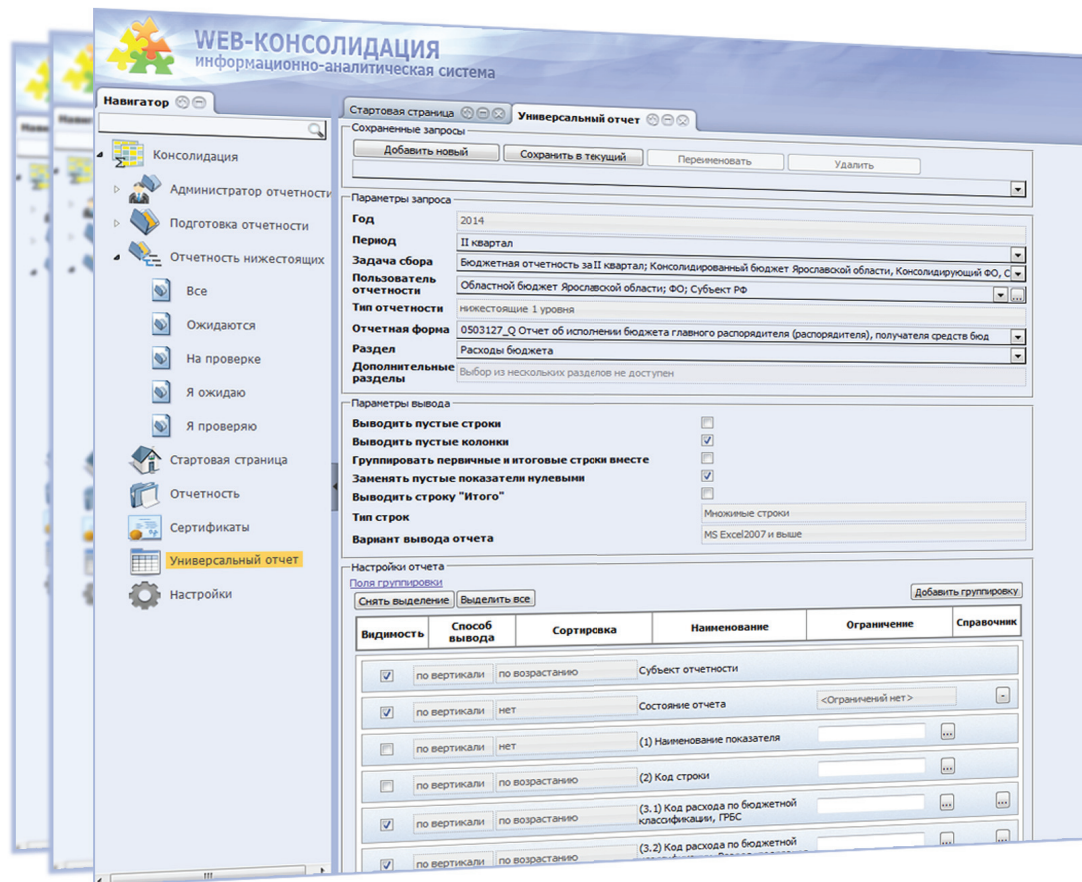 WEB-КОНСОЛИДАЦИЯ
информационно-аналитическая система
Навигатор
Консолидация
Администратор отчетности
Подготовка отчетности
Отчетность нижестоящих
Все
Ожидаются
На проверке
Я ожидаю
Я проверяю
Стартовая страница
Отчетность
Сертификаты
Универсальный отчет
Настройки
Стартовая страница Универсальный отчет
Сохраненные запросы
Добавить новый Сохранить в текущий Переименовать Удалить
Параметры запроса
Год 2014
Период II квартал
Задача сбора Бюджетная отчетность за II квартал; Консолидированный бюджет Ярославской области, Консолидирующий ФО, С
Пользователь
отчетности Областной бюджет Ярославской области; ФО; Субъект РФ
Тип отчетности нижестоящие 1 уровня
Отчетная форма 0503127_Q Отчет об исполнении бюджета главного распорядителя (распорядителя), получателя средств бюд
Раздел Расходы бюджета
Дополнительные
разделы Выбор из нескольких разделов не доступен
Параметры вывода
Выводить пустые строки
Выводить пустые колонки
Группировать первичные и итоговые строки вместе
Заменять пустые показатели нулевыми
Выводить строку "Итого"
Тип строк Множиные строки
Вариант вывода отчета MS Excel2007 и выше
Настройки отчета
Поля группировки
Снять выделение Выделить все Добавить группировку
Видимость Способ вывода Сортировка Наименование Ограничение Справочник
по вертикали по возрастанию Субъект отчетности
по вертикали нет Состояние отчета <Ограничений нет> -
по вертикали нет (1) Наименование показателя ...
по вертикали по возрастанию (2) Код строки ...
по вертикали по возрастанию (3.1) Код расхода по бюджетной
классификации, ГРБС ... ...
по вертикали по возрастанию (3.2) Код расхода по бюджетной